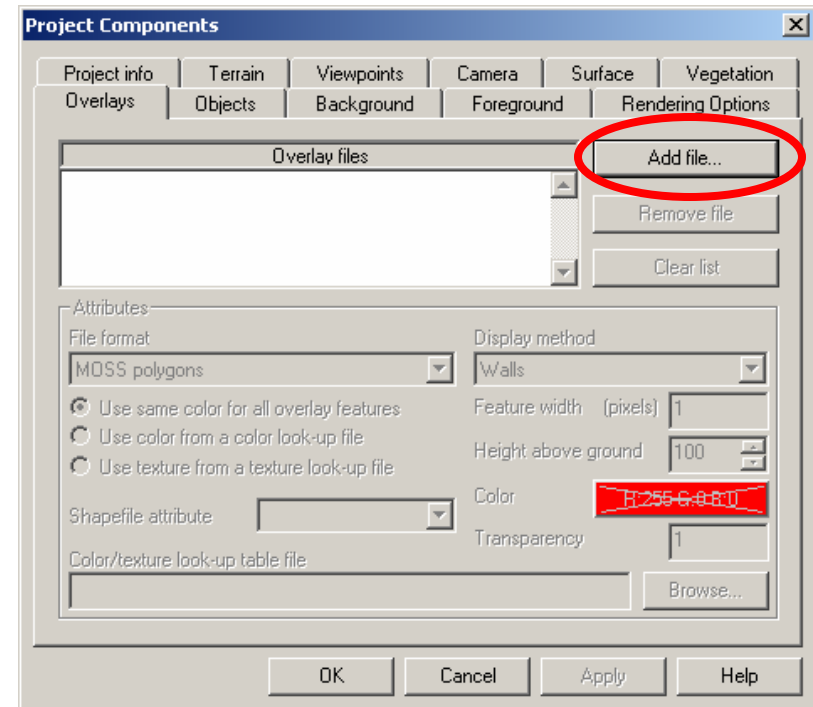 Project Components
Project info Terrain Viewpoints Camera Surface Vegetation
Overlays Objects Background Foreground Rendering Options
Overlay files
Add file...
Remove file
Clear list
Attributes
File format
MOSS polygons
Use same color for all overlay features
Use color from a color look-up file
Use texture from a texture look-up file
Shapefile attribute
Color/texture look-up table file
Display method
Walls
Feature width (pixels) 1
Height above ground 100
Color R:255 G:0 B:0
Transparency 1
Browse...
OK Cancel Apply Help